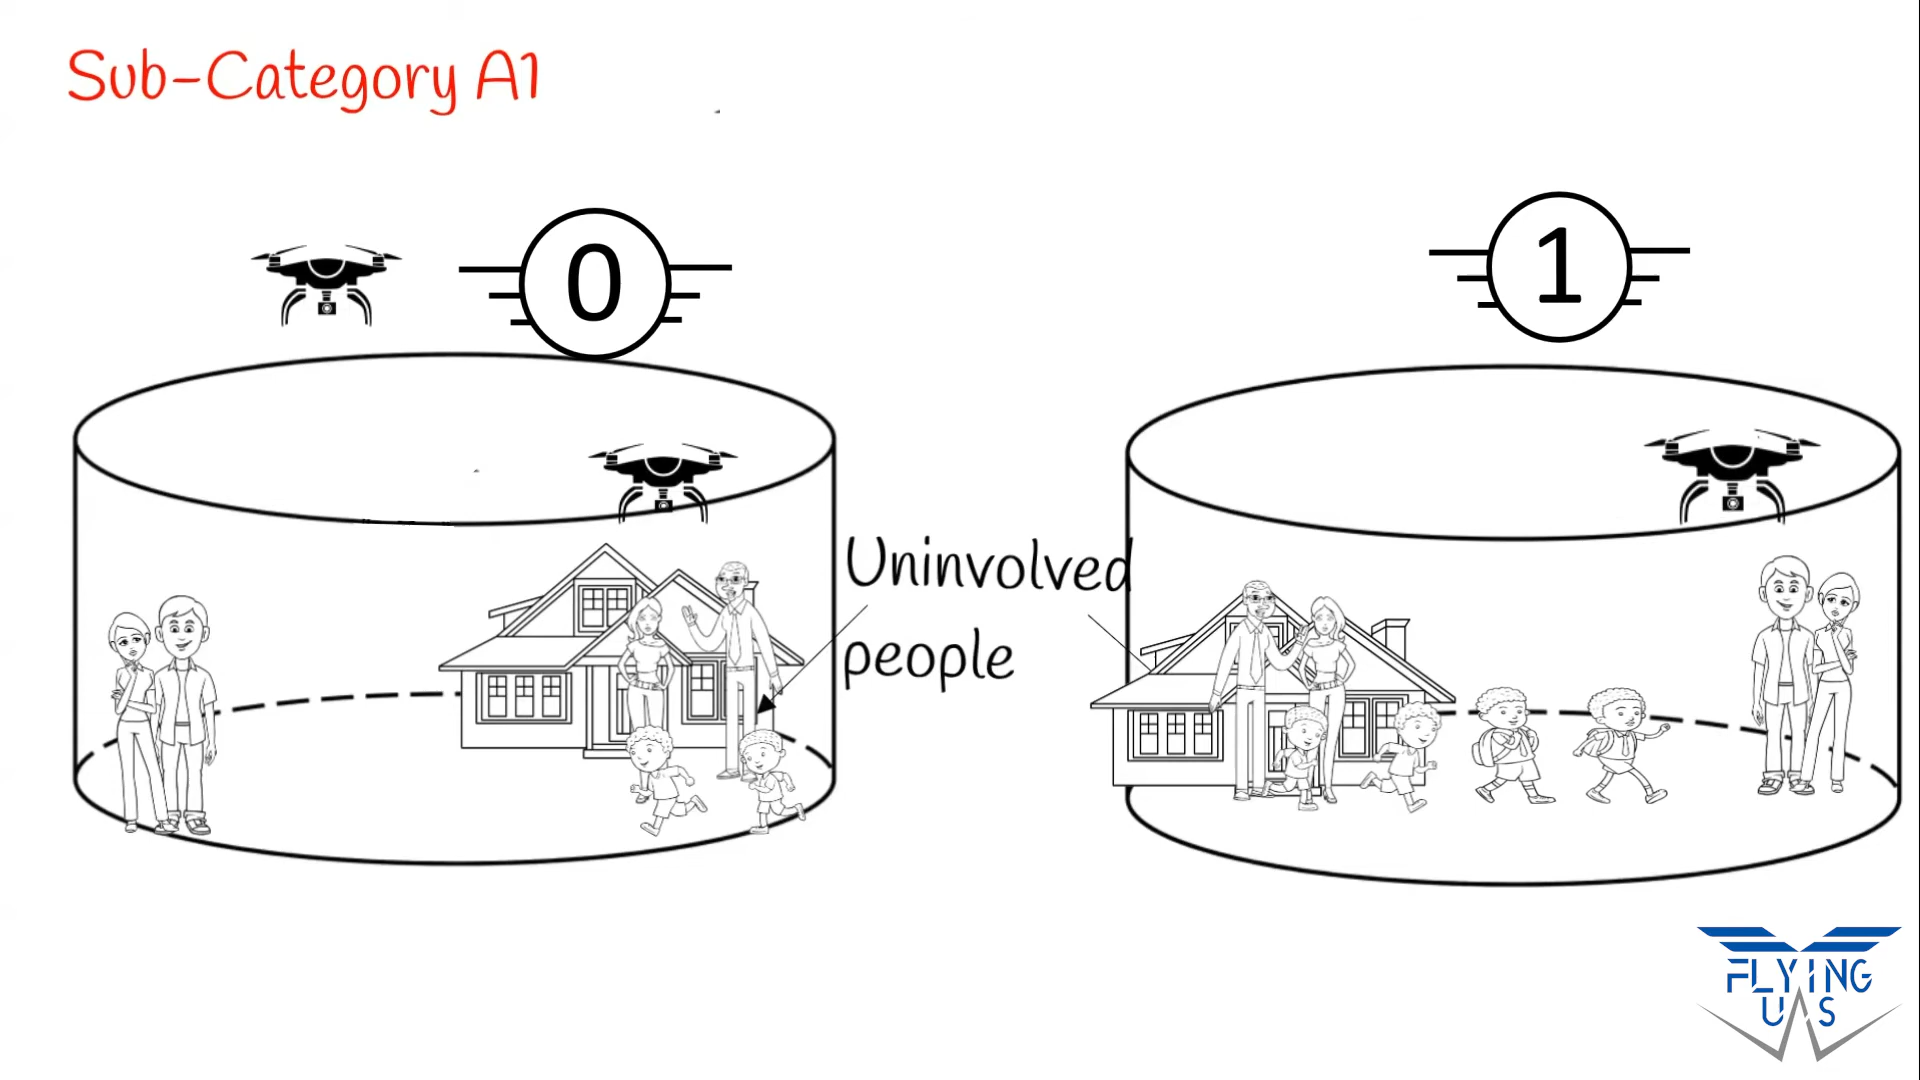 Sub-Category A1
0
1
Uninvolved
people
FLYING
UAS